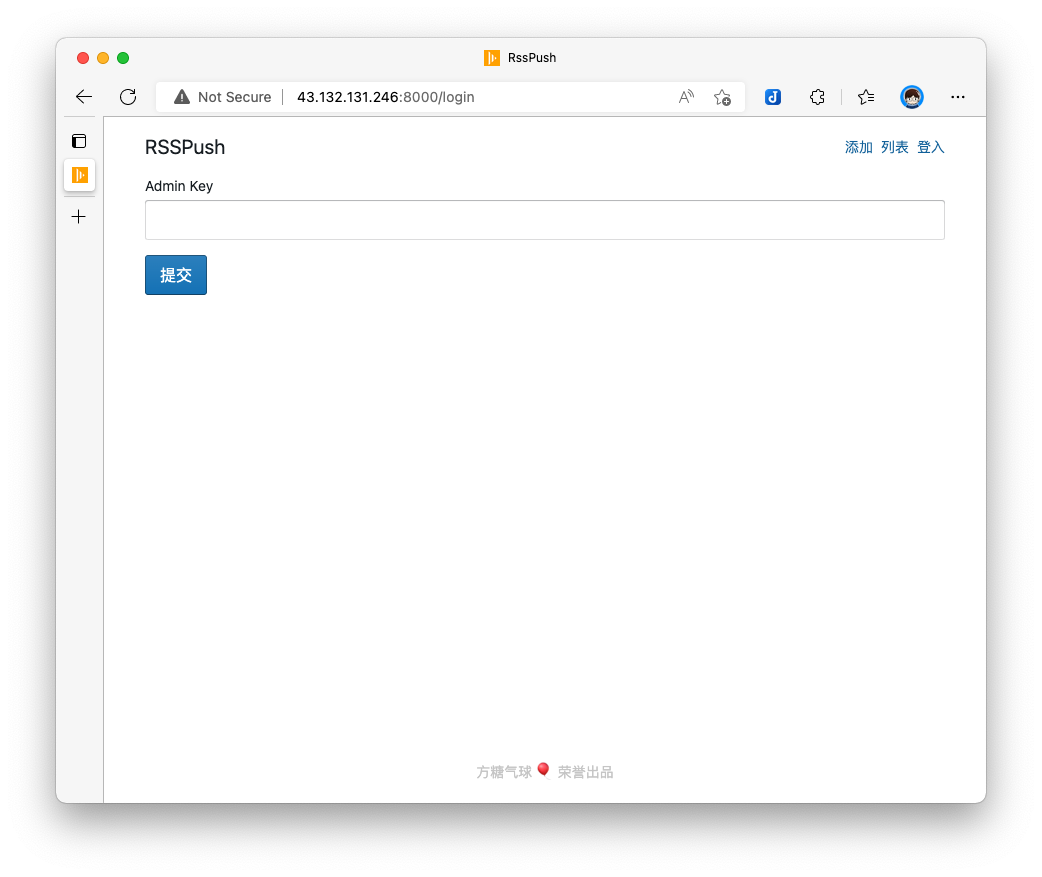 RssPush
Not Secure 43.132.131.246:8000/login
RSSPush
添加 列表 登入
Admin Key
提交
方糖气球🎈 荣誉出品